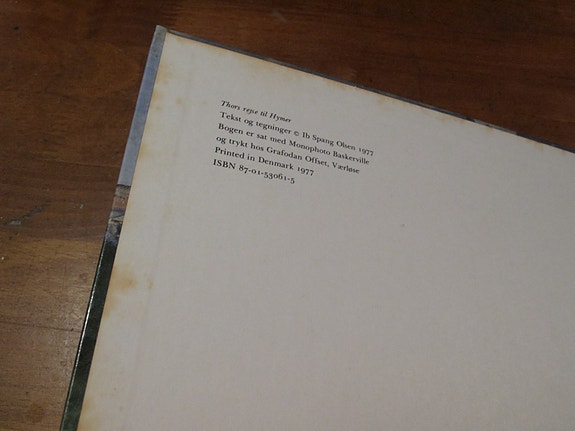 Thors rejse til Hymer
Tekst og tegninger © Ib Spang Olsen 1977
Bogen er sat med Monophoto Baskerville
og trykt hos Grafodan Offset, Værløse
Printed in Denmark 1977
ISBN 87-01-53061-5